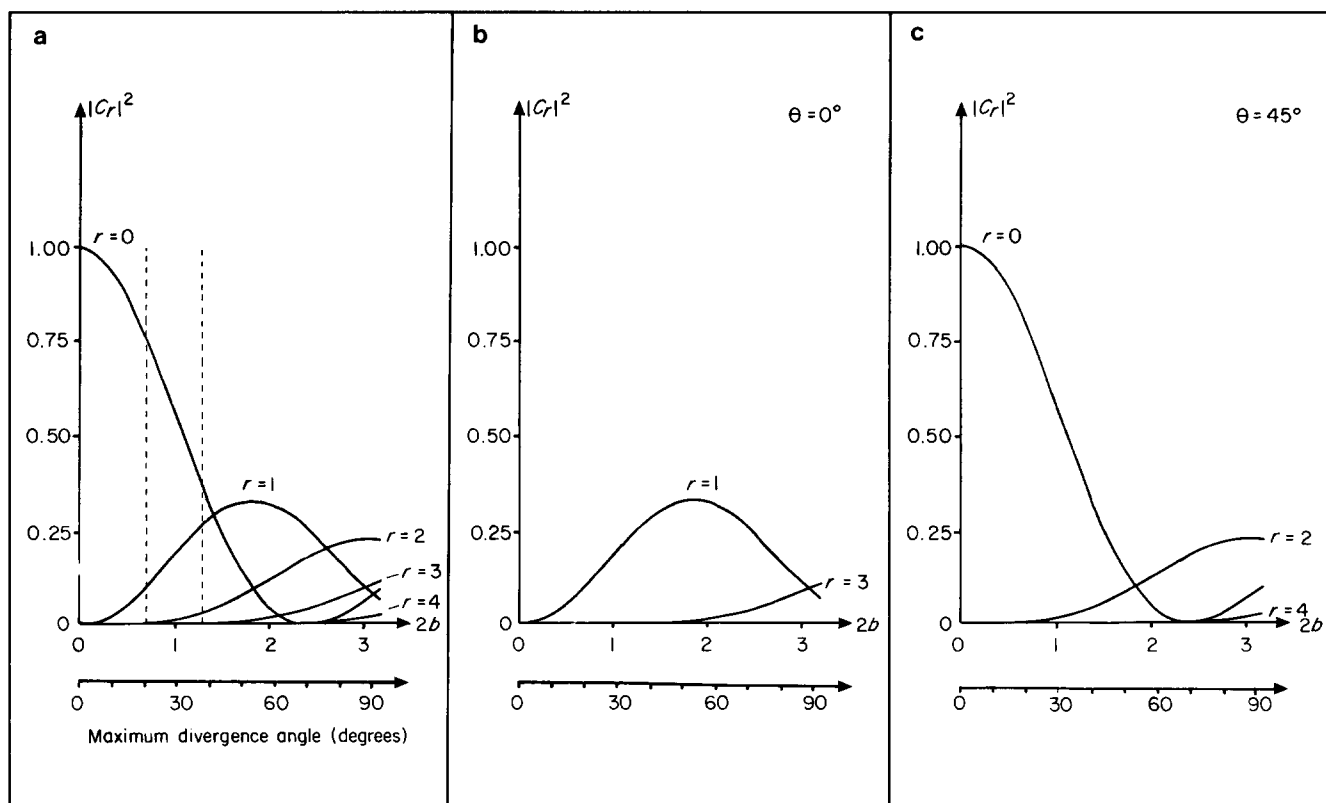 a
|Cr|²
r=0
1.00
0.75
0.50
0.25
0
r=1
r=2
r=3
r=4
1
2
3
2b
0
30
60
90
Maximum divergence angle (degrees)
b
|Cr|²
θ=0°
1.00
0.75
0.50
0.25
0
r=1
r=3
1
2
3
2b
0
30
60
90
c
|Cr|²
θ=45°
r=0
1.00
0.75
0.50
0.25
0
r=2
r=4
0
1
2
3
2b
0
30
60
90